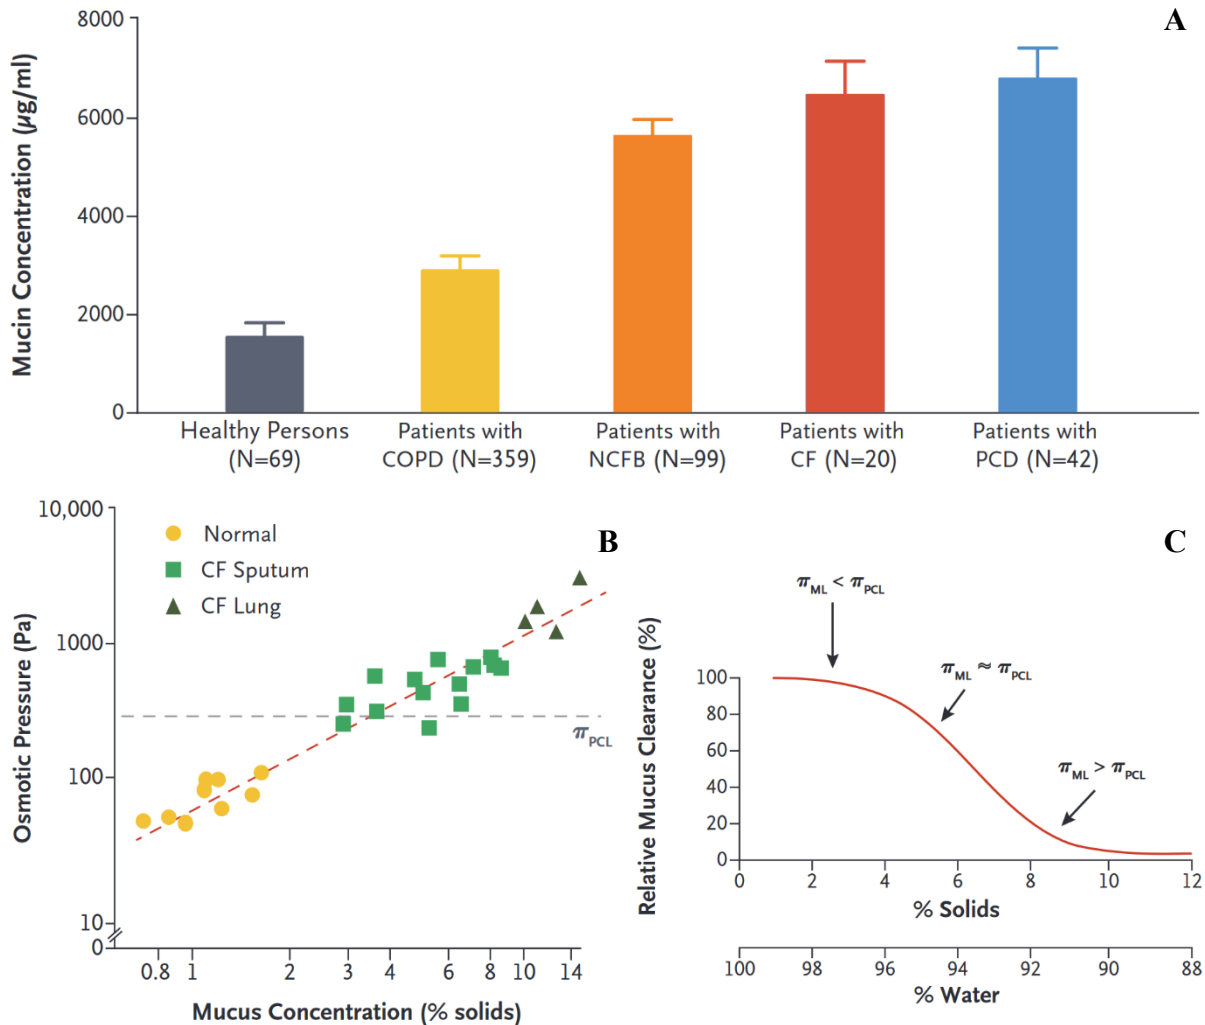 A
Mucin Concentration (µg/ml)
8000
6000
4000
2000
0
Healthy Persons
(N=69)
Patients with
COPD (N=359)
Patients with
NCFB (N=99)
Patients with
CF (N=20)
Patients with
PCD (N=42)
B
Osmotic Pressure (Pa)
10,000
1000
100
10
0
Normal
CF Sputum
CF Lung
πPCL
0.8 1 2 3 4 6 8 10 14
Mucus Concentration (% solids)
C
Relative Mucus Clearance (%)
πML < πPCL
πML ≈ πPCL
πML > πPCL
100
80
60
40
20
0
0 2 4 6 8 10 12
% Solids
100 98 96 94 92 90 88
% Water